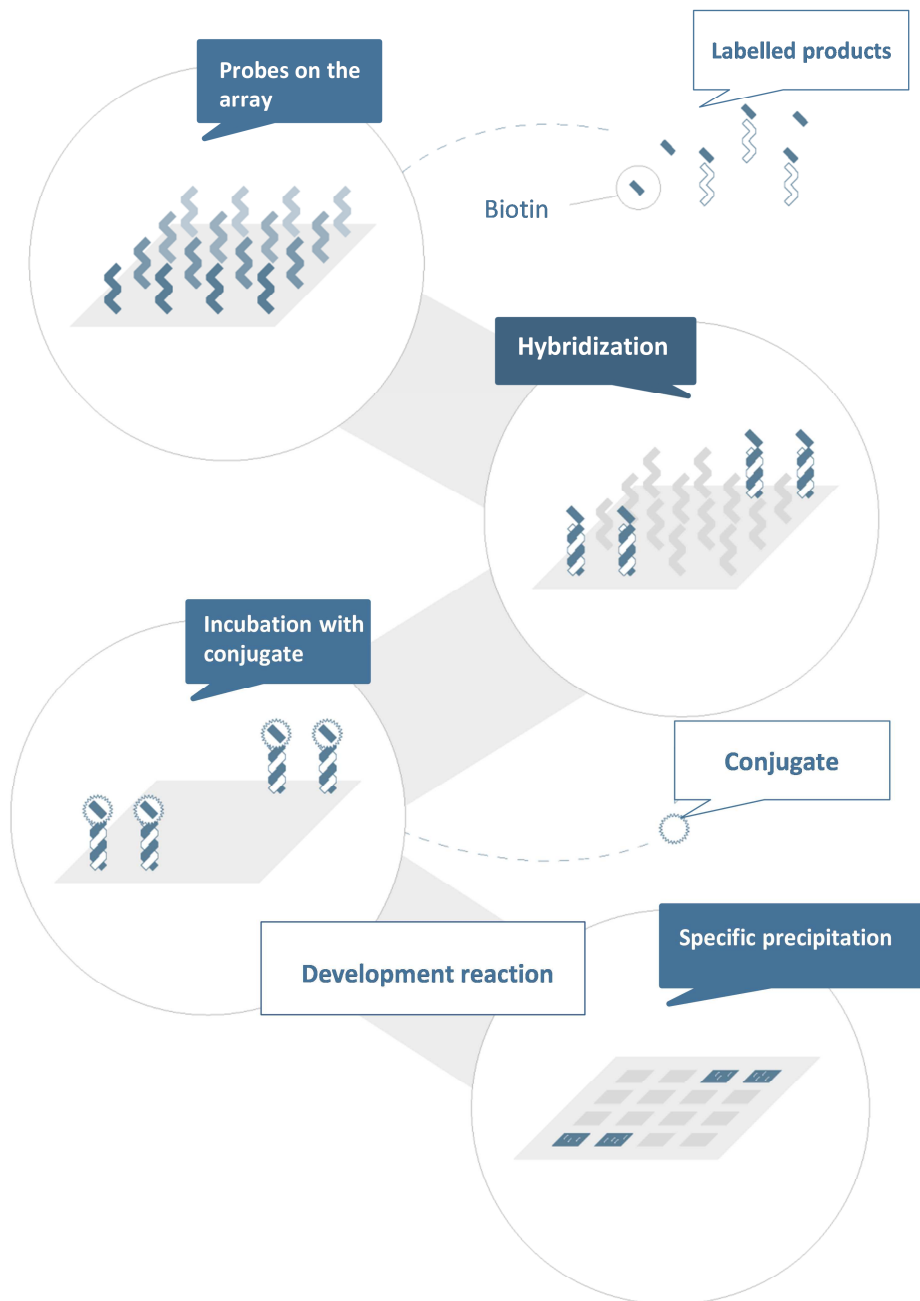 Labelled products
Probes on the
array
Biotin
Hybridization
Incubation with
conjugate
Conjugate
Specific precipitation
Development reaction